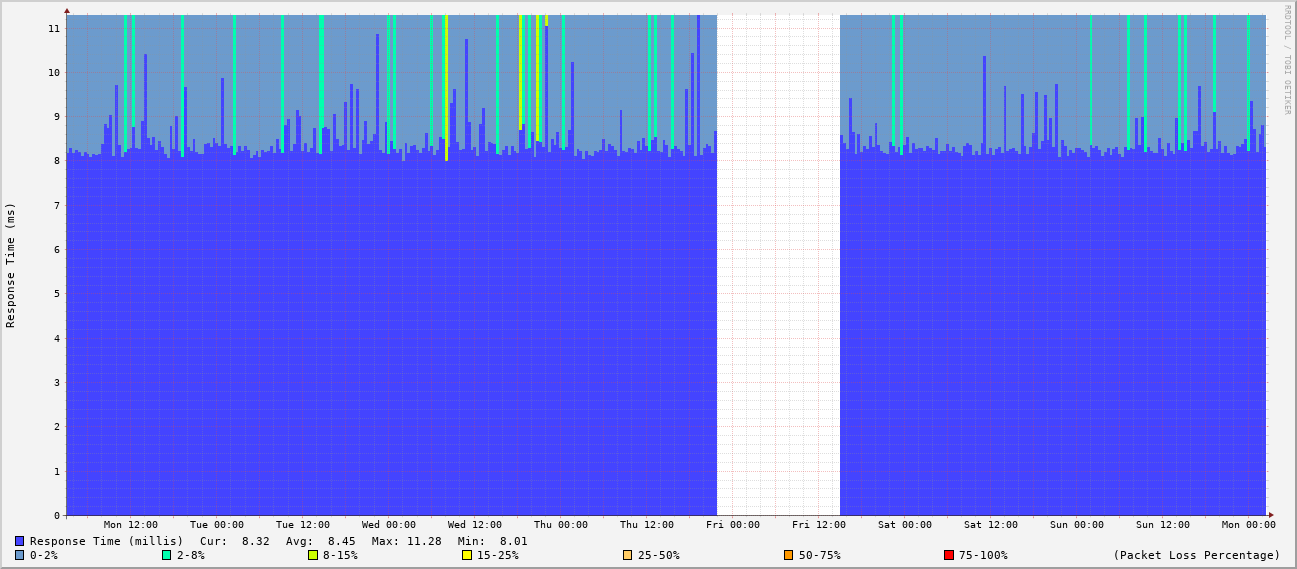 RRDTOOL / TOBI OETIKER
Response Time (ms)
11
10
9
8
7
6
5
4
3
2
1
0
Mon 12:00 Tue 00:00 Tue 12:00 Wed 00:00 Wed 12:00 Thu 00:00 Thu 12:00 Fri 00:00 Fri 12:00 Sat 00:00 Sat 12:00 Sun 00:00 Sun 12:00 Mon 00:00
Response Time (millis) Cur: 8.32 Avg: 8.45 Max: 11.28 Min: 8.01
0-2% 2-8% 8-15% 15-25% 25-50% 50-75% 75-100% (Packet Loss Percentage)